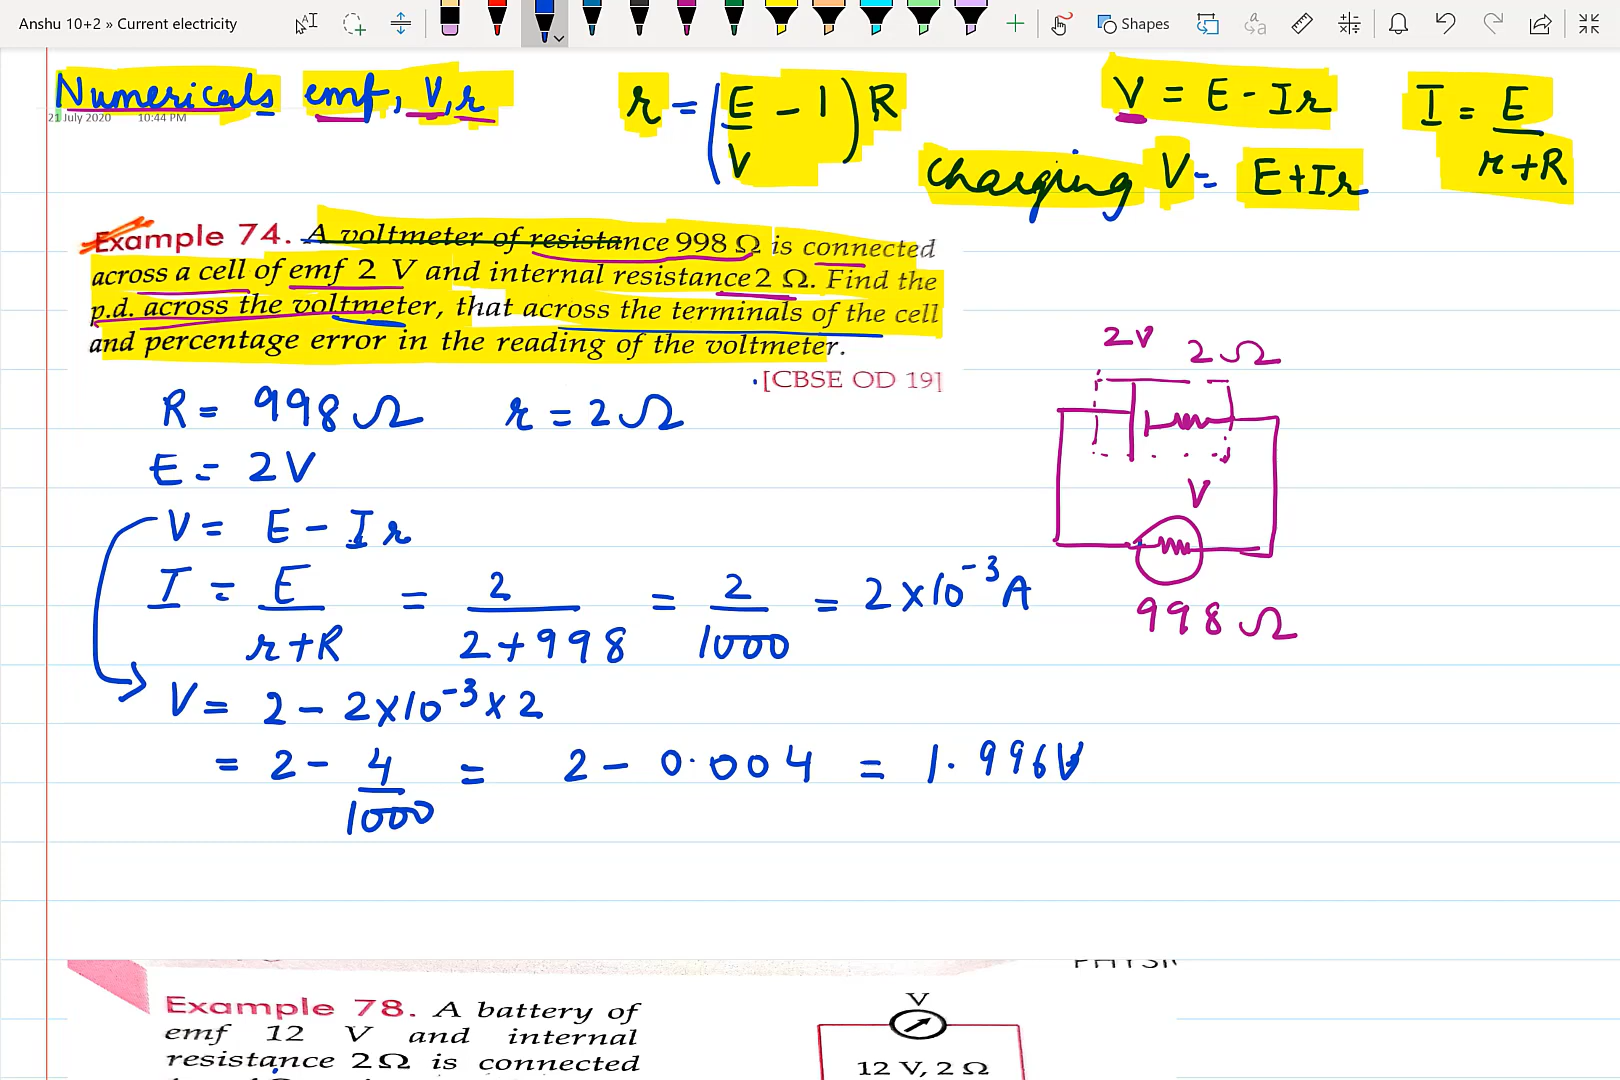 Anshu 10+2 » Current electricity
Shapes
Numericals emf, V, r
21 July 2020 10:44 PM
r = (E/V - 1) R
V = E - Ir
I = E/(r+R)
charging V = E+Ir
Example 74. A voltmeter of resistance 998 Ω is connected
across a cell of emf 2 V and internal resistance 2 Ω. Find the
p.d. across the voltmeter, that across the terminals of the cell
and percentage error in the reading of the voltmeter.
[CBSE OD 19]
2V 2Ω
V
998 Ω
R = 998 Ω r = 2 Ω
E = 2V
V = E - Ir
I = E/(r+R) = 2/(2+998) = 2/1000 = 2×10⁻³A
V = 2 - 2×10⁻³×2
= 2 - 4/1000 = 2 - 0.004 = 1.996V
Example 78. A battery of
emf 12 V and internal
resistance 2Ω is connected
V
12 V, 2 Ω